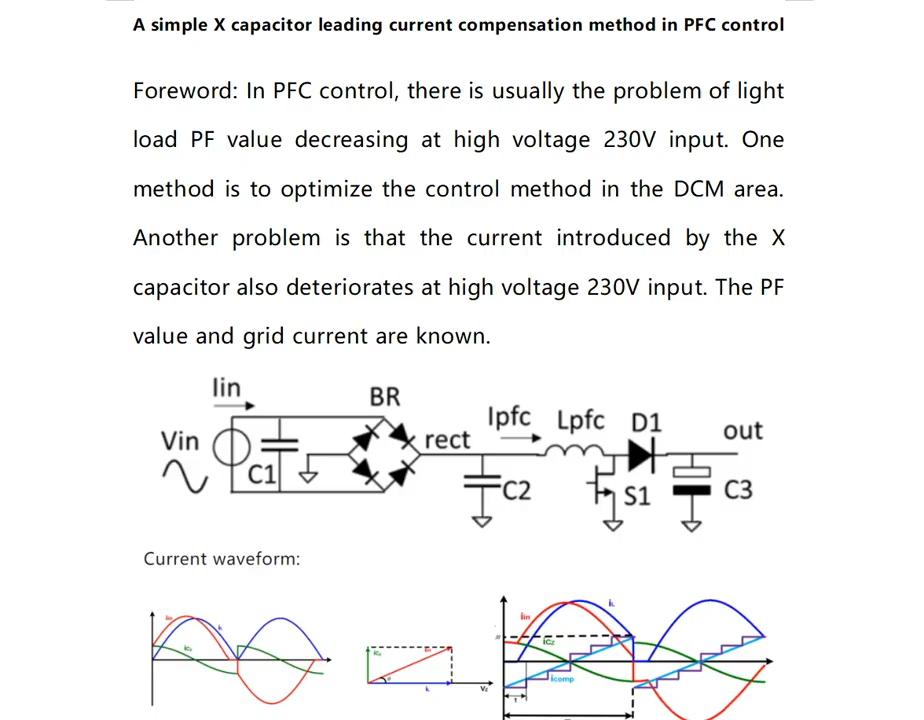 A simple X capacitor leading current compensation method in PFC control
Foreword: In PFC control, there is usually the problem of light
load PF value decreasing at high voltage 230V input. One
method is to optimize the control method in the DCM area.
Another problem is that the current introduced by the X
capacitor also deteriorates at high voltage 230V input. The PF
value and grid current are known.
Iin
BR
Ipfc
Lpfc
D1
out
Vin
rect
C1
C2
S1
C3
Current waveform:
iin
iL
iin
icomp